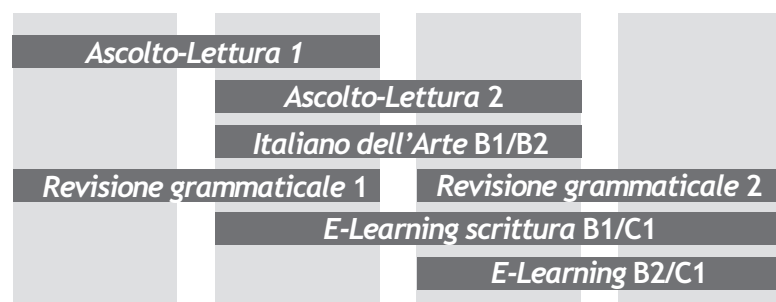 Ascolto-Lettura 1
Ascolto-Lettura 2
Italiano dell’Arte B1/B2
Revisione grammaticale 1
Revisione grammaticale 2
E-Learning scrittura B1/C1
E-Learning B2/C1